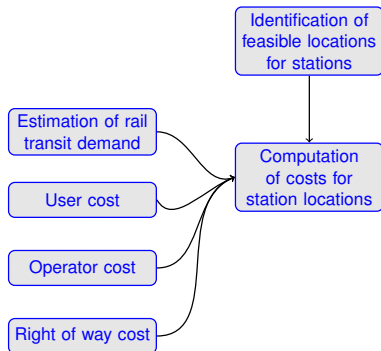 Identification of
feasible locations
for stations
Estimation of rail
transit demand
Computation
of costs for
station locations
User cost
Operator cost
Right of way cost